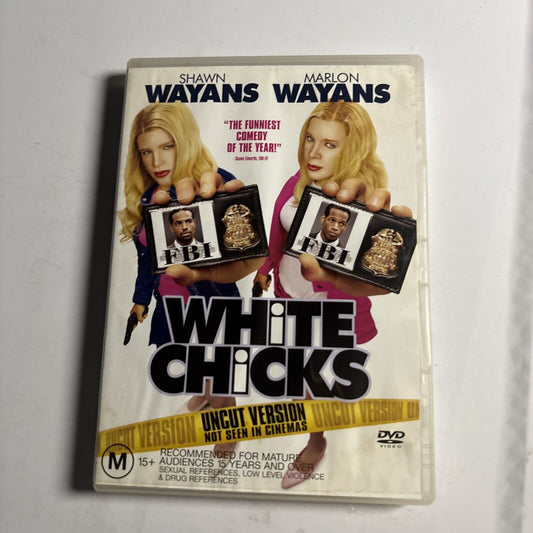 SHAWN MARLON
WAYANS WAYANS
"THE FUNNIEST
COMEDY
OF THE YEAR!"
FBI FBI
WHiTE
CHiCKS
UNCUT VERSION UNCUT VERSION
NOT SEEN IN CINEMAS
M 15+
RECOMMENDED FOR MATURE
AUDIENCES 15 YEARS AND OVER
SEXUAL REFERENCES, LOW LEVEL VIOLENCE
& DRUG REFERENCES
DVD
VIDEO